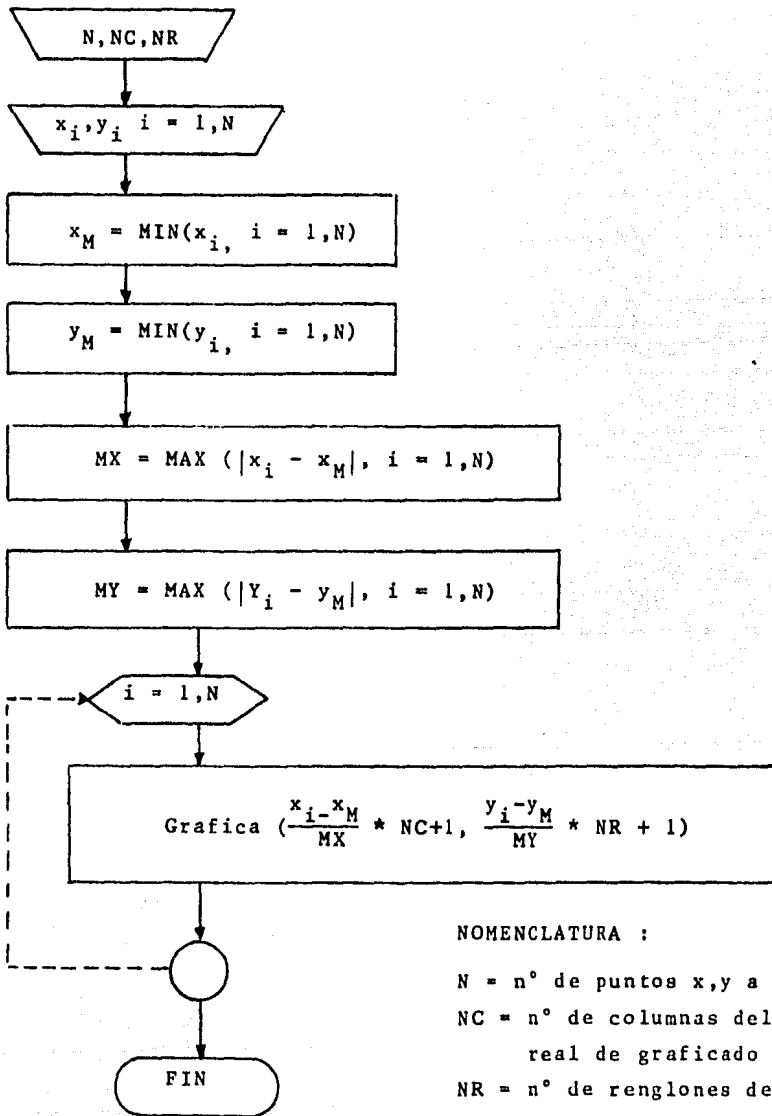 N,NC,NR
x_i,y_i i = 1,N
x_M = MIN(x_i, i = 1,N)
y_M = MIN(y_i, i = 1,N)
MX = MAX (|x_i - x_M|, i = 1,N)
MY = MAX (|Y_i - y_M|, i = 1,N)
i = 1,N
Grafica (\frac{x_i-x_M}{MX} * NC+1, \frac{y_i-y_M}{MY} * NR + 1)
NOMENCLATURA :
N = n° de puntos x,y a
NC = n° de columnas del
real de graficado
NR = n° de renglones de
FIN